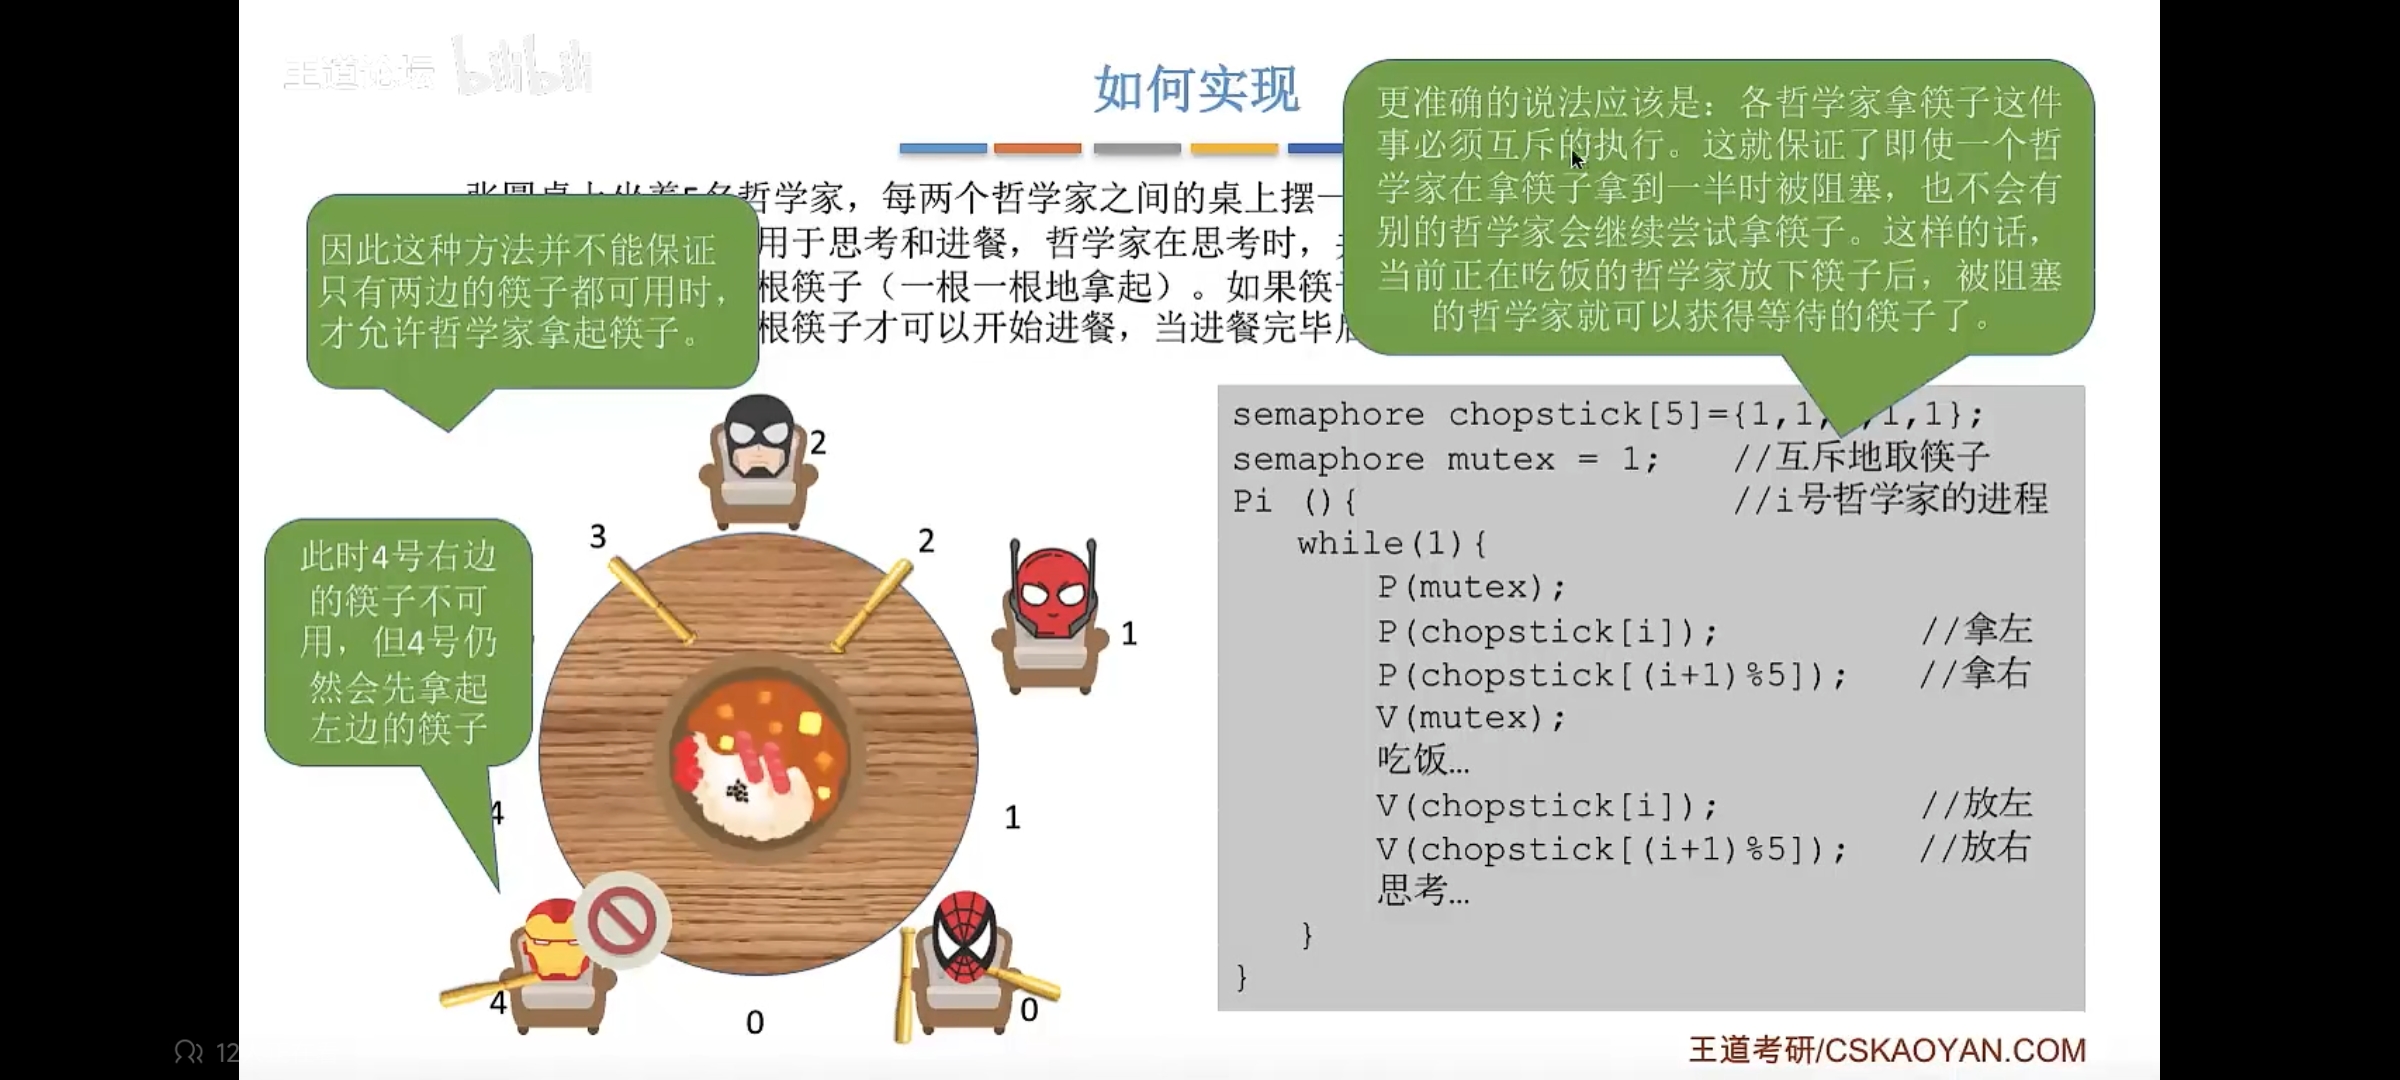 王道论坛 bilibili
如何实现
更准确的说法应该是：各哲学家拿筷子这件
事必须互斥的执行。这就保证了即使一个哲
学家在拿筷子拿到一半时被阻塞，也不会有
别的哲学家会继续尝试拿筷子。这样的话，
当前正在吃饭的哲学家放下筷子后，被阻塞
的哲学家就可以获得等待的筷子了。
哲学家，每两个哲学家之间的桌上摆一
用于思考和进餐，哲学家在思考时，
根筷子（一根一根地拿起）。如果筷
根筷子才可以开始进餐，当进餐完毕
因此这种方法并不能保证
只有两边的筷子都可用时，
才允许哲学家拿起筷子。
此时4号右边
的筷子不可
用，但4号仍
然会先拿起
左边的筷子
2
3
2
1
4
1
4
0
0
semaphore chopstick[5]={1,1, ,1,1};
semaphore mutex = 1; //互斥地取筷子
Pi (){ //i号哲学家的进程
while(1){
P(mutex);
P(chopstick[i]); //拿左
P(chopstick[(i+1)%5]); //拿右
V(mutex);
吃饭…
V(chopstick[i]); //放左
V(chopstick[(i+1)%5]); //放右
思考…
}
}
王道考研/CSKAOYAN.COM
12